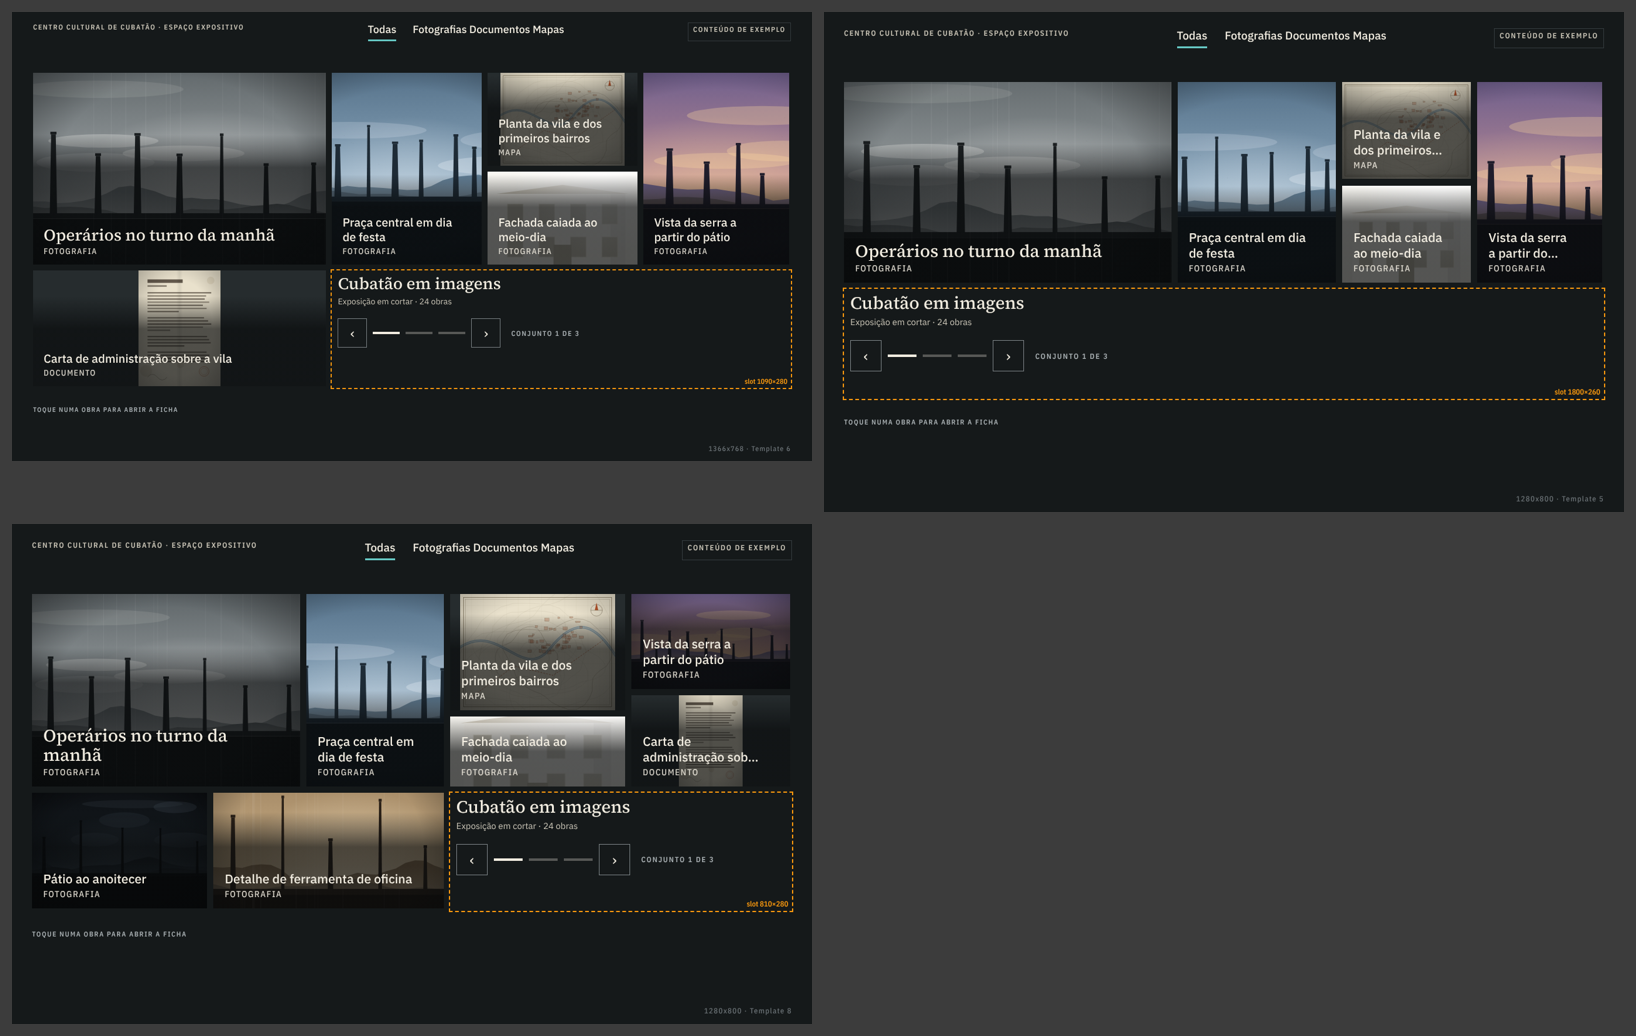 CENTRO CULTURAL DE CUBATÃO · ESPAÇO EXPOSITIVO
Todas Fotografias Documentos Mapas
CONTEÚDO DE EXEMPLO
Operários no turno da manhã
FOTOGRAFIA
Praça central em dia
de festa
FOTOGRAFIA
Planta da vila e dos
primeiros bairros
MAPA
Fachada caiada ao
meio-dia
FOTOGRAFIA
Vista da serra a
partir do pátio
FOTOGRAFIA
Carta de administração sobre a vila
DOCUMENTO
Cubatão em imagens
Exposição em cortar · 24 obras
‹ › CONJUNTO 1 DE 3
slot 1090×280
TOQUE NUMA OBRA PARA ABRIR A FICHA
1366x768 · Template 6
CENTRO CULTURAL DE CUBATÃO · ESPAÇO EXPOSITIVO
Todas Fotografias Documentos Mapas
CONTEÚDO DE EXEMPLO
Operários no turno da manhã
FOTOGRAFIA
Praça central em dia
de festa
FOTOGRAFIA
Planta da vila e
dos primeiros...
MAPA
Fachada caiada
ao meio-dia
FOTOGRAFIA
Vista da serra
a partir do...
FOTOGRAFIA
Cubatão em imagens
Exposição em cortar · 24 obras
‹ › CONJUNTO 1 DE 3
slot 1800×260
TOQUE NUMA OBRA PARA ABRIR A FICHA
1280x800 · Template 5
CENTRO CULTURAL DE CUBATÃO · ESPAÇO EXPOSITIVO
Todas Fotografias Documentos Mapas
CONTEÚDO DE EXEMPLO
Operários no turno da
manhã
FOTOGRAFIA
Praça central em
dia de festa
FOTOGRAFIA
Planta da vila e dos
primeiros bairros
MAPA
Fachada caiada ao
meio-dia
FOTOGRAFIA
Vista da serra a
partir do pátio
FOTOGRAFIA
Carta de
administração sob...
DOCUMENTO
Pátio ao anoitecer
FOTOGRAFIA
Detalhe de ferramenta de oficina
FOTOGRAFIA
Cubatão em imagens
Exposição em cortar · 24 obras
‹ › CONJUNTO 1 DE 3
slot 810×280
TOQUE NUMA OBRA PARA ABRIR A FICHA
1280x800 · Template 8